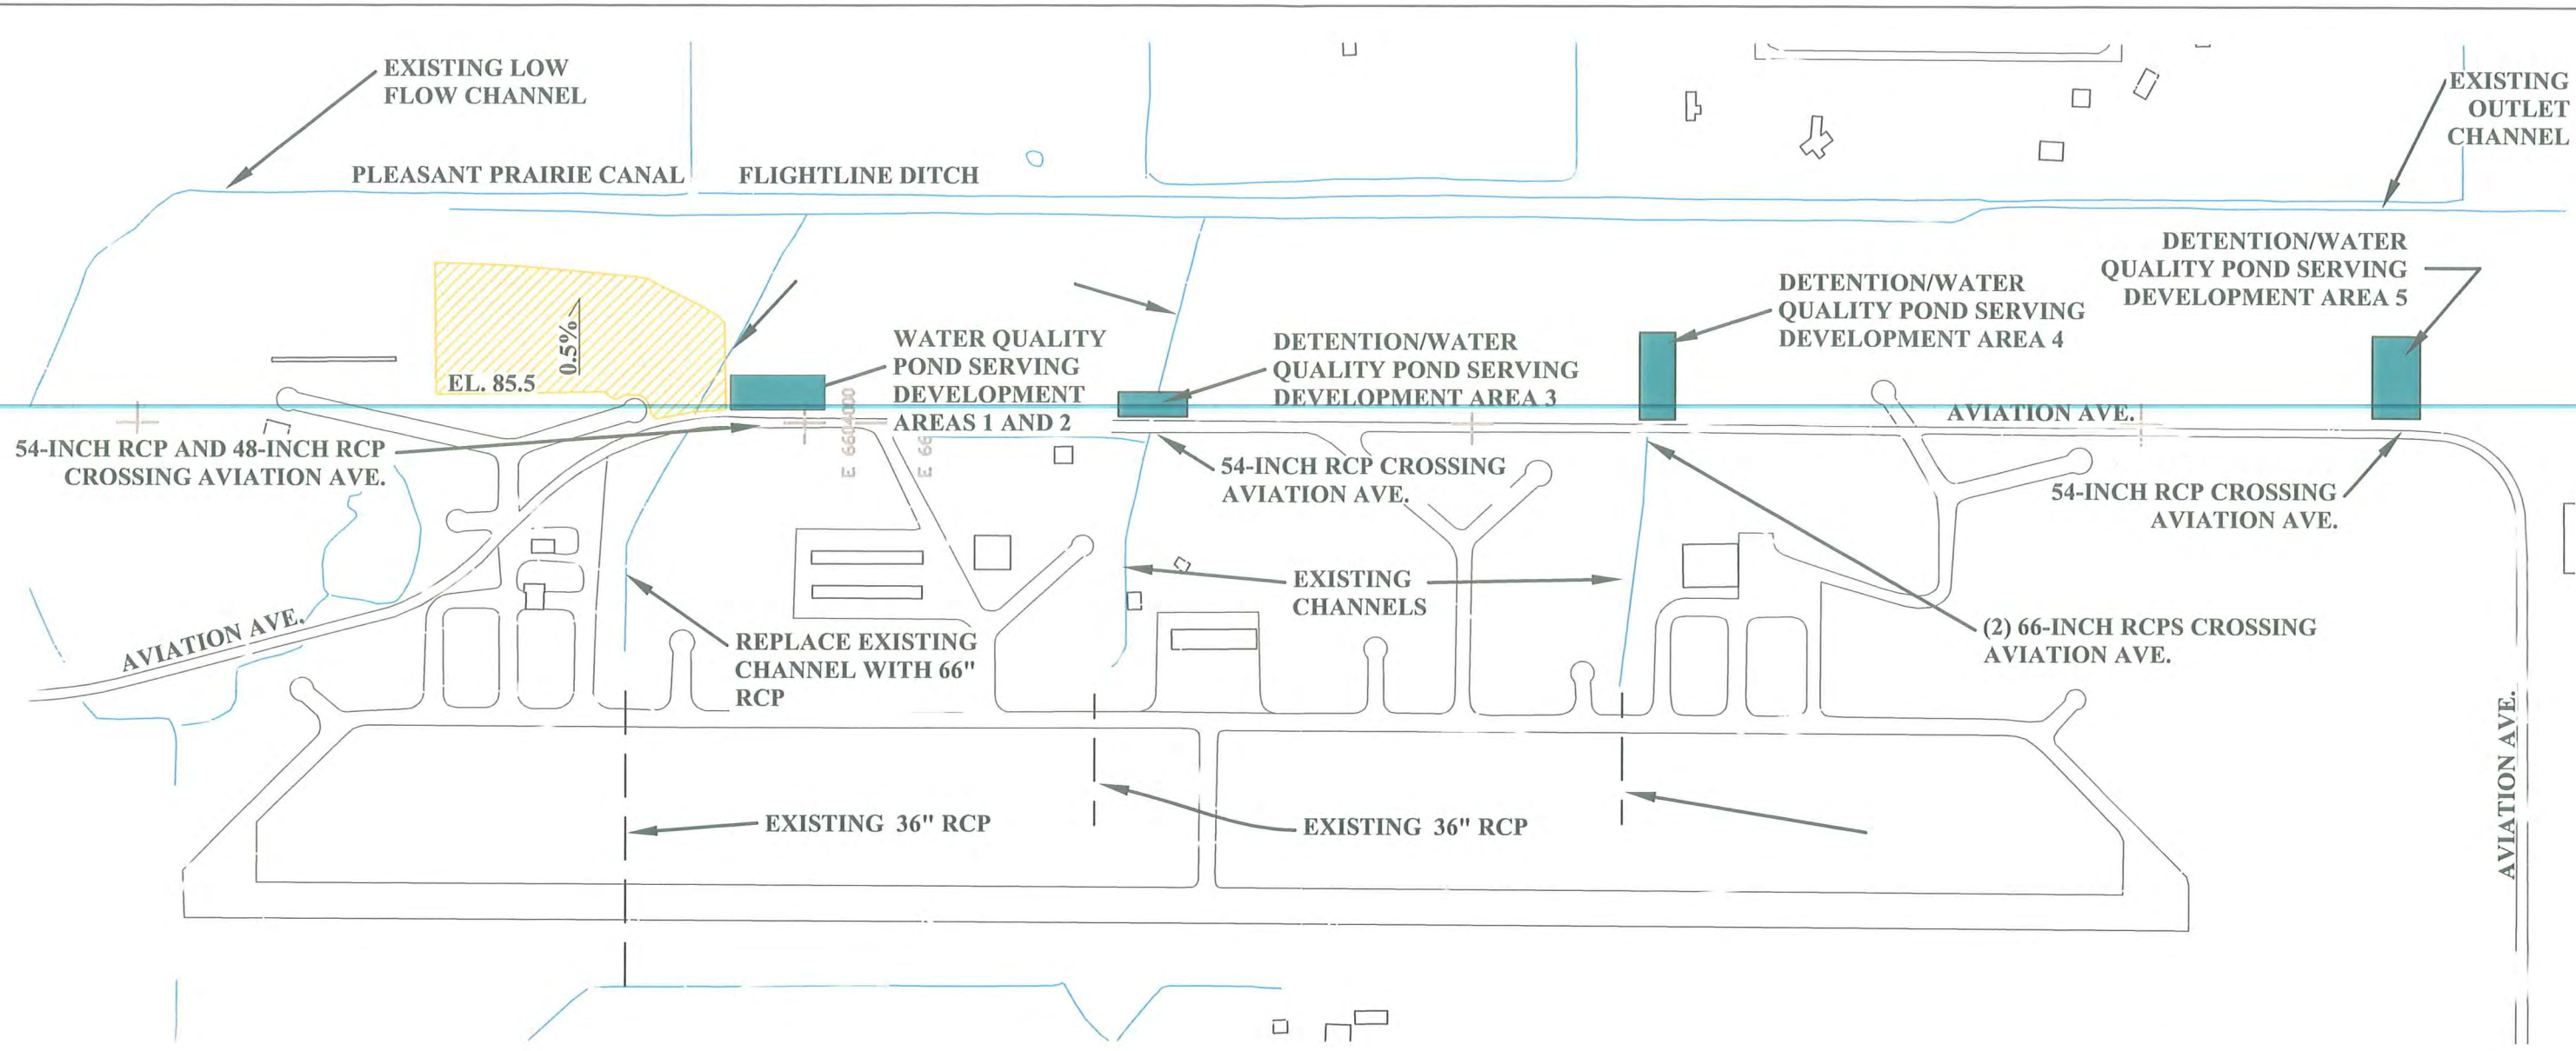 EXISTING LOW
FLOW CHANNEL
EXISTING
OUTLET
CHANNEL
PLEASANT PRAIRIE CANAL
FLIGHTLINE DITCH
DETENTION/WATER
QUALITY POND SERVING
DEVELOPMENT AREA 5
DETENTION/WATER
QUALITY POND SERVING
DEVELOPMENT AREA 4
0.5%
EL. 85.5
WATER QUALITY
POND SERVING
DEVELOPMENT
AREAS 1 AND 2
DETENTION/WATER
QUALITY POND SERVING
DEVELOPMENT AREA 3
AVIATION AVE.
54-INCH RCP AND 48-INCH RCP
CROSSING AVIATION AVE.
E 6604000
E 66
54-INCH RCP CROSSING
AVIATION AVE.
54-INCH RCP CROSSING
AVIATION AVE.
EXISTING
CHANNELS
AVIATION AVE.
REPLACE EXISTING
CHANNEL WITH 66"
RCP
(2) 66-INCH RCPS CROSSING
AVIATION AVE.
AVIATION AVE.
EXISTING 36" RCP
EXISTING 36" RCP